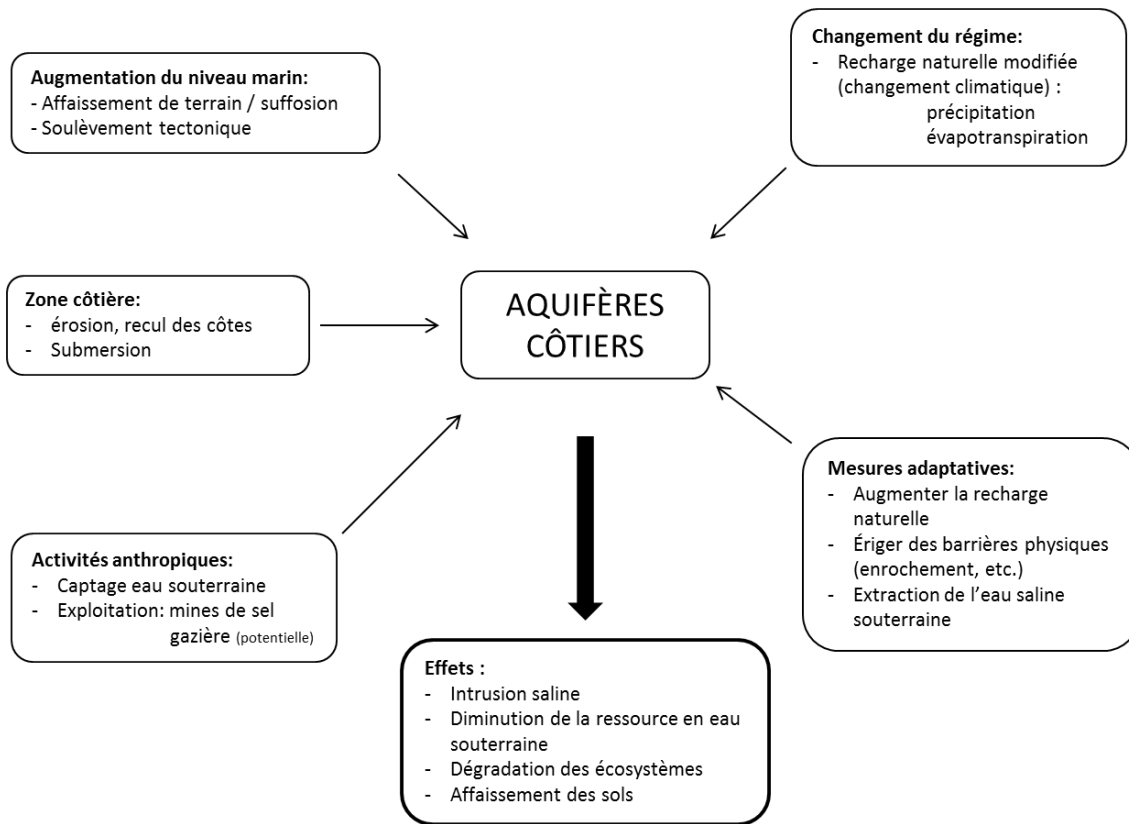 Augmentation du niveau marin:
- Affaissement de terrain / suffosion
- Soulèvement tectonique
Changement du régime:
- Recharge naturelle modifiée
(changement climatique) :
précipitation
évapotranspiration
Zone côtière:
- érosion, recul des côtes
- Submersion
AQUIFÈRES
CÔTIERS
Activités anthropiques:
- Captage eau souterraine
- Exploitation: mines de sel
gazière (potentielle)
Mesures adaptatives:
- Augmenter la recharge
naturelle
- Ériger des barrières physiques
(enrochement, etc.)
- Extraction de l’eau saline
souterraine
Effets :
- Intrusion saline
- Diminution de la ressource en eau
souterraine
- Dégradation des écosystèmes
- Affaissement des sols